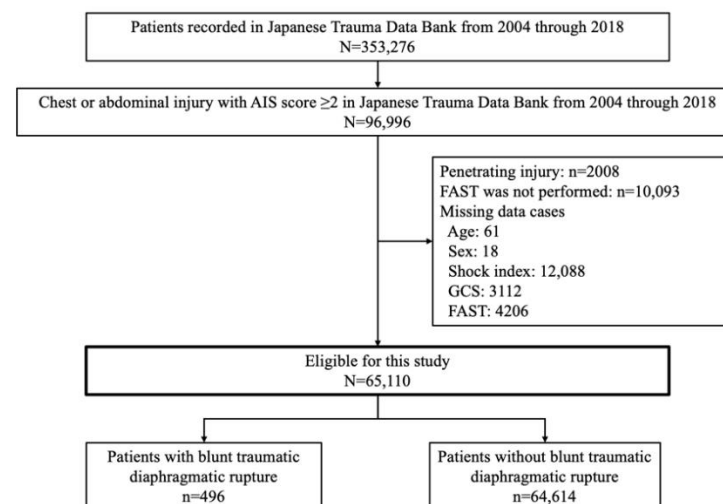 Patients recorded in Japanese Trauma Data Bank from 2004 through 2018
N=353,276
Chest or abdominal injury with AIS score ≥2 in Japanese Trauma Data Bank from 2004 through 2018
N=96,996
Penetrating injury: n=2008
FAST was not performed: n=10,093
Missing data cases
Age: 61
Sex: 18
Shock index: 12,088
GCS: 3112
FAST: 4206
Eligible for this study
N=65,110
Patients with blunt traumatic
diaphragmatic rupture
n=496
Patients without blunt traumatic
diaphragmatic rupture
n=64,614